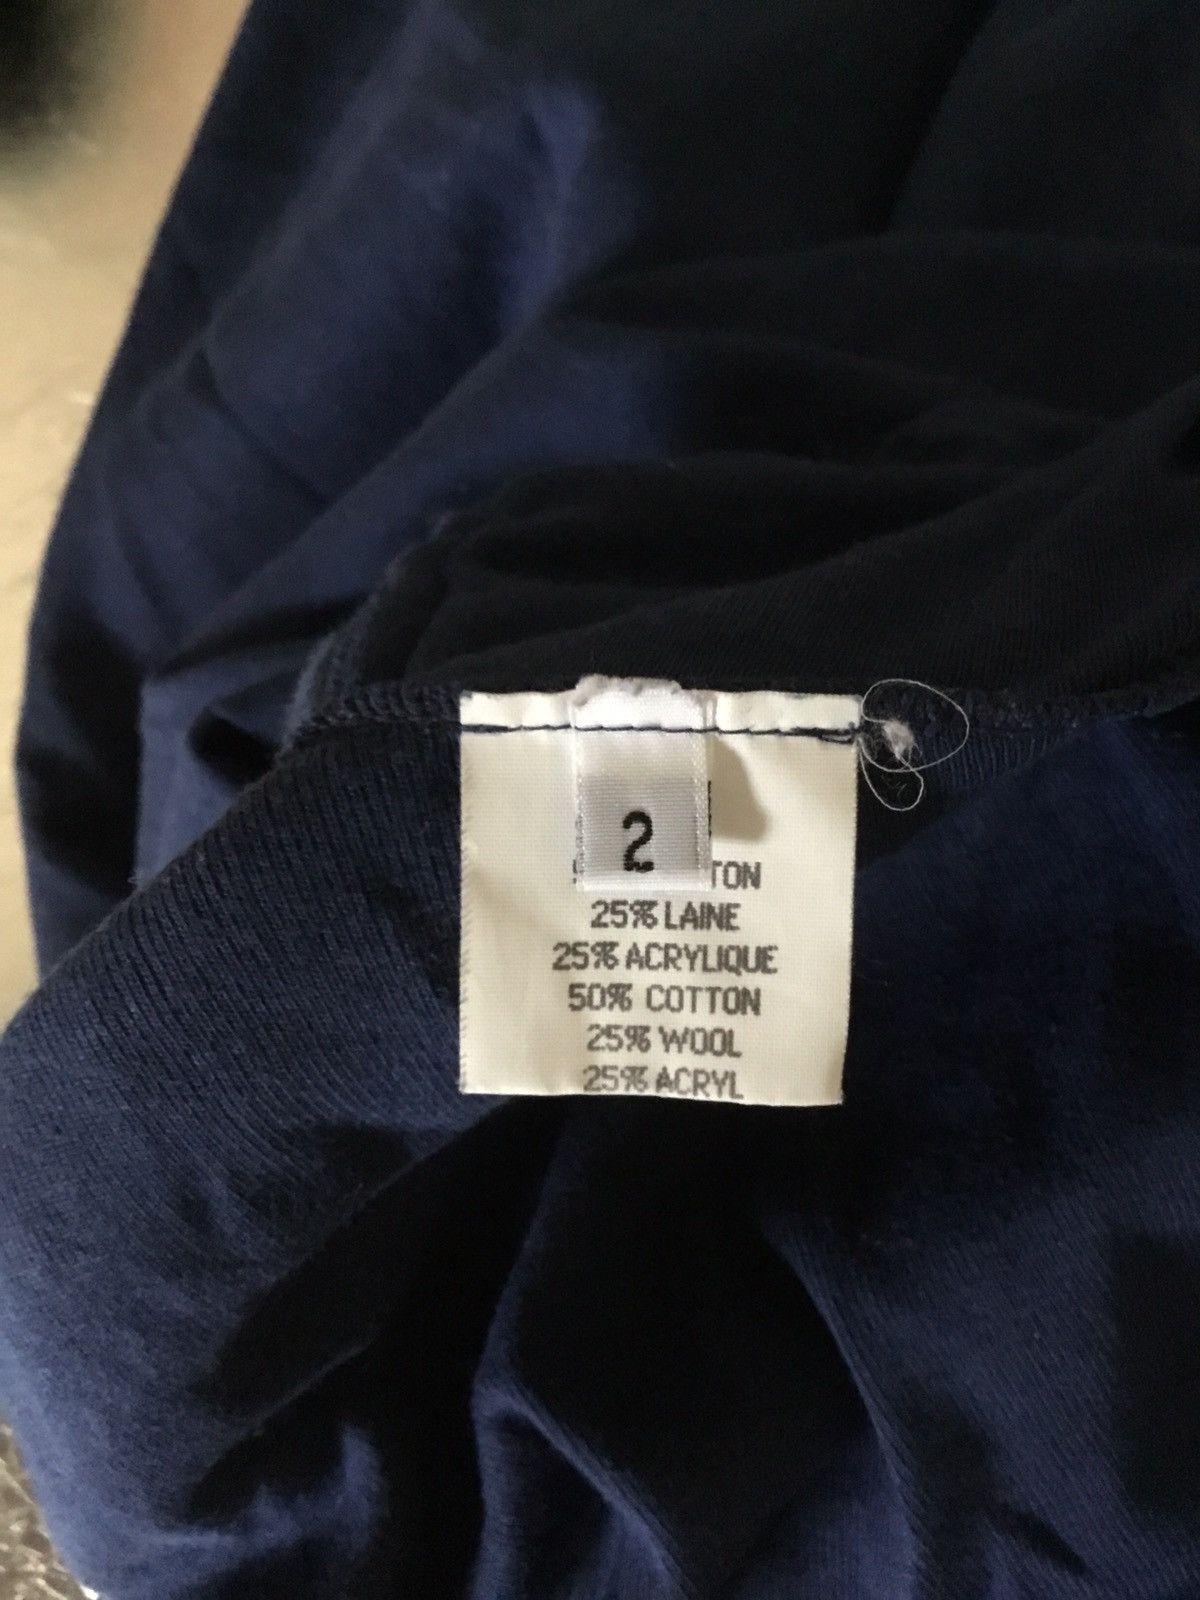 2
25% LAINE
25% ACRYLIQUE
50% COTTON
25% WOOL
25% ACRYL